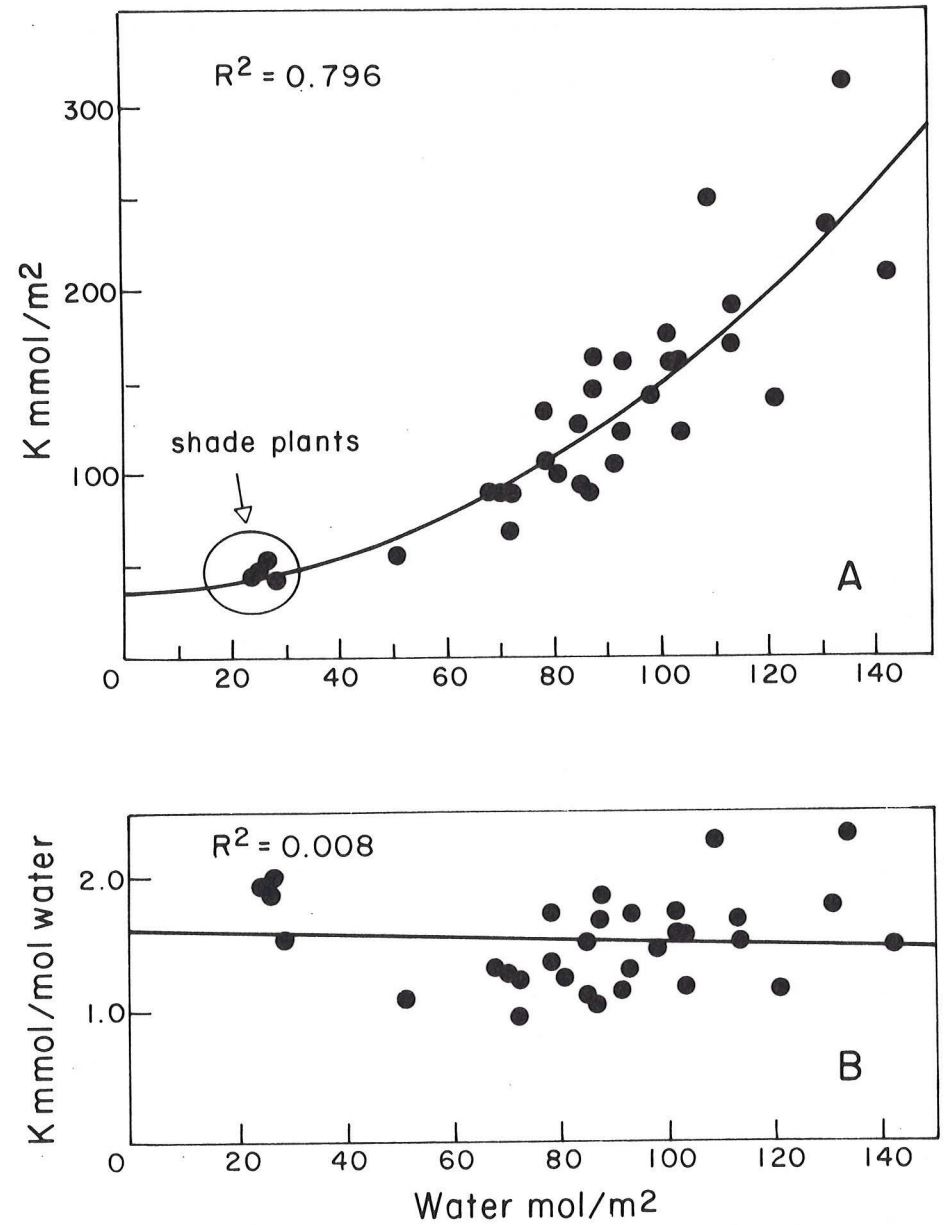 R² = 0.796
300
200
100
K mmol/m2
shade plants
A
0 20 40 60 80 100 120 140
R² = 0.008
2.0
1.0
K mmol/mol water
B
0 20 40 60 80 100 120 140
Water mol/m2